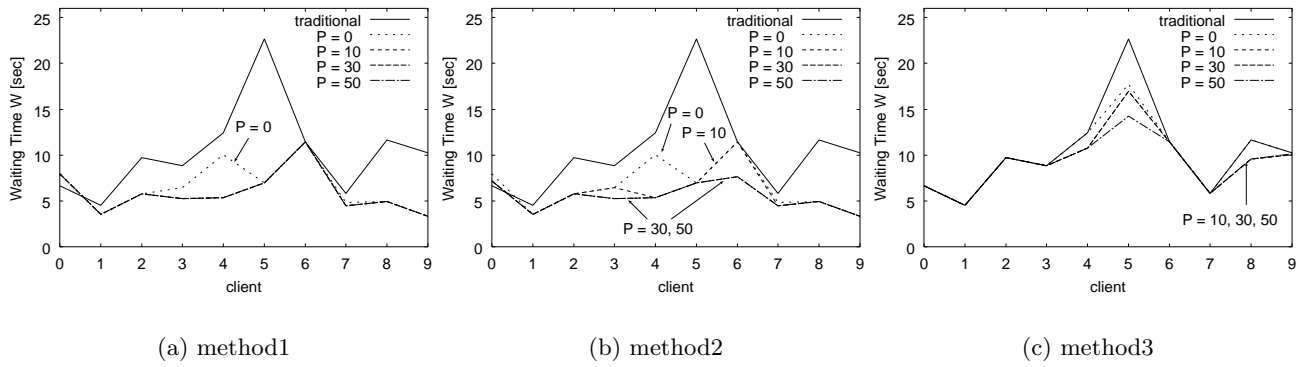 25
20
15
10
5
0
Waiting Time W [sec]
traditional
P = 0
P = 10
P = 30
P = 50
P = 0
0 1 2 3 4 5 6 7 8 9
client
(a) method1
25
20
15
10
5
0
Waiting Time W [sec]
traditional
P = 0
P = 10
P = 30
P = 50
P = 0
P = 10
P = 30, 50
0 1 2 3 4 5 6 7 8 9
client
(b) method2
25
20
15
10
5
0
Waiting Time W [sec]
traditional
P = 0
P = 10
P = 30
P = 50
P = 10, 30, 50
0 1 2 3 4 5 6 7 8 9
client
(c) method3